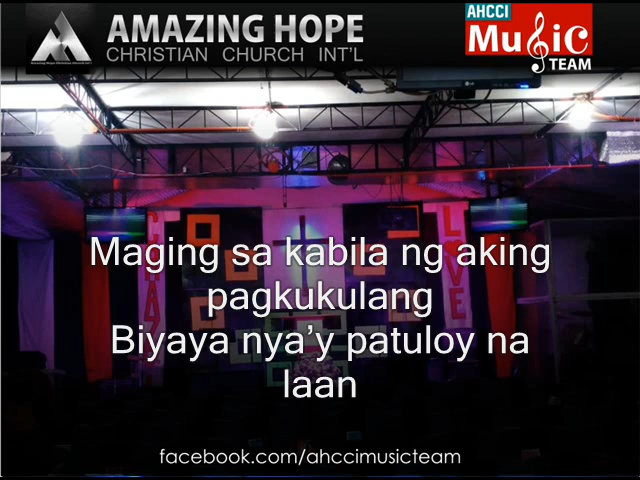 AMAZING HOPE
CHRISTIAN CHURCH INT'L
AHCCI
Music
TEAM
LOVE
Maging sa kabila ng aking
pagkukulang
Biyaya nya'y patuloy na
laan
facebook.com/ahccimusicteam